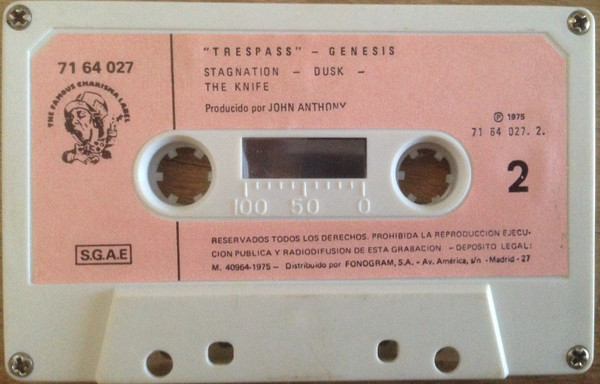 "TRESPASS" – GENESIS
71 64 027
STAGNATION – DUSK –
THE KNIFE
THE FAMOUS CHARISMA LABEL
Producido por JOHN ANTHONY
Ⓟ 1975
71 64 027. 2.
2
100 50 0
RESERVADOS TODOS LOS DERECHOS. PROHIBIDA LA REPRODUCCION EJECU-
CION PUBLICA Y RADIODIFUSION DE ESTA GRABACION – DEPOSITO LEGAL:
M. 40964-1975 – Distribuido por FONOGRAM, S.A. - Av. América, s/n - Madrid - 27
S.G.A.E